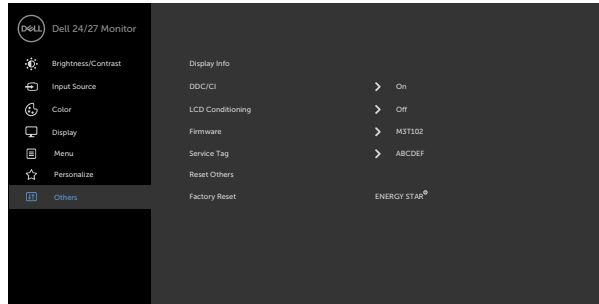 DELL Dell 24/27 Monitor
Brightness/Contrast Display Info
Input Source DDC/CI On
Color LCD Conditioning Off
Display Firmware M3T102
Menu Service Tag ABCDEF
Personalize Reset Others
Others Factory Reset ENERGY STAR®